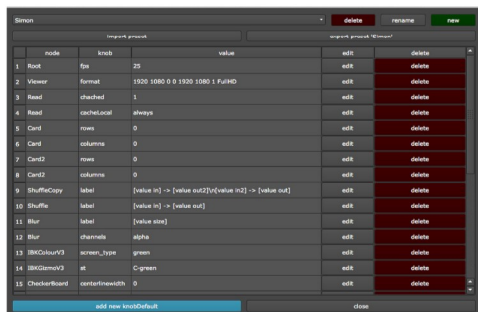 Simon delete rename new
import preset export preset 'Simon'
node knob value edit delete
1 Root fps 25 edit delete
2 Viewer format 1920 1080 0 0 1920 1080 1 FullHD edit delete
3 Read chached 1 edit delete
4 Read cacheLocal always edit delete
5 Card rows 0 edit delete
6 Card columns 0 edit delete
7 Card2 rows 0 edit delete
8 Card2 columns 0 edit delete
9 ShuffleCopy label [value in] -> [value out2]\n[value in2] -> [value out] edit delete
10 Shuffle label [value in] -> [value out] edit delete
11 Blur label [value size] edit delete
12 Blur channels alpha edit delete
13 IBKColourV3 screen_type green edit delete
14 IBKGizmoV3 st C-green edit delete
15 CheckerBoard centerlinewidth 0 edit delete
add new knobDefault close